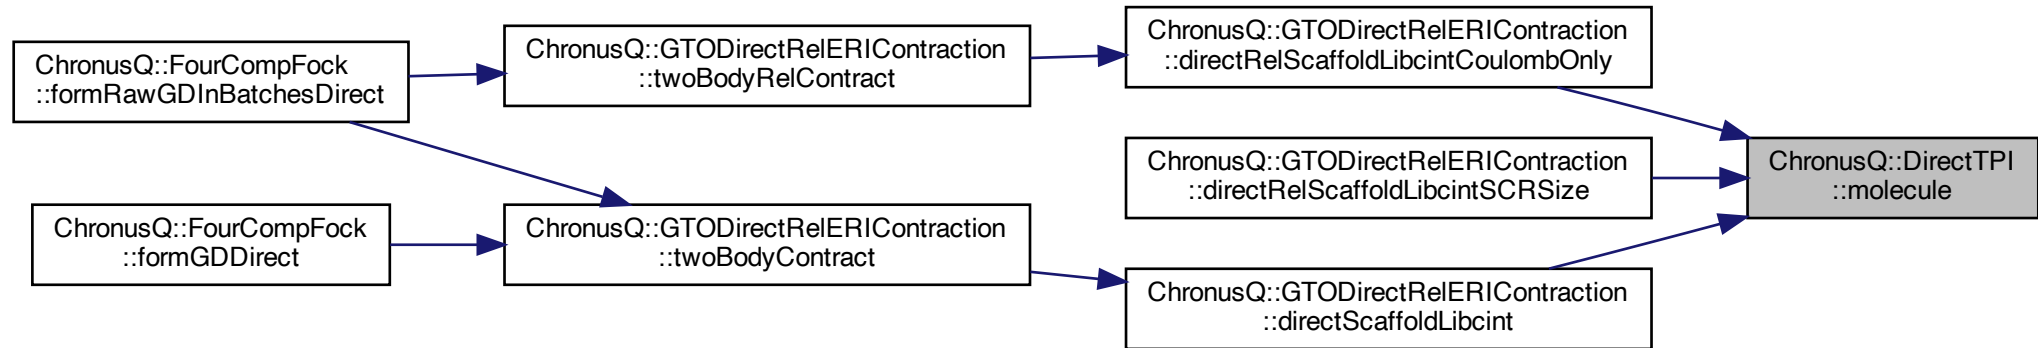 ChronusQ::FourCompFock
::formRawGDInBatchesDirect
ChronusQ::FourCompFock
::formGDDirect
ChronusQ::GTODirectRelERIContraction
::twoBodyRelContract
ChronusQ::GTODirectRelERIContraction
::twoBodyContract
ChronusQ::GTODirectRelERIContraction
::directRelScaffoldLibcintCoulombOnly
ChronusQ::GTODirectRelERIContraction
::directRelScaffoldLibcintSCRSize
ChronusQ::GTODirectRelERIContraction
::directScaffoldLibcint
ChronusQ::DirectTPI
::molecule